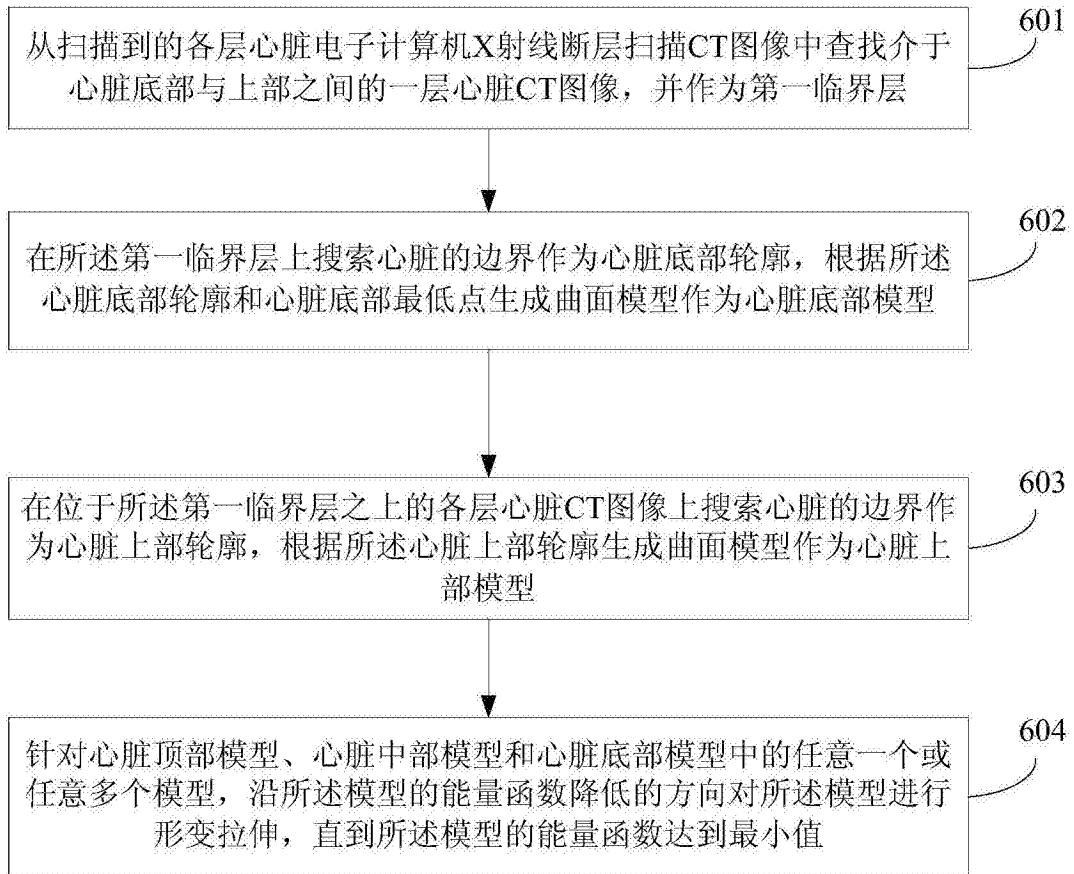 601
从扫描到的各层心脏电子计算机X射线断层扫描CT图像中查找介于
心脏底部与上部之间的一层心脏CT图像，并作为第一临界层
602
在所述第一临界层上搜索心脏的边界作为心脏底部轮廓，根据所述
心脏底部轮廓和心脏底部最低点生成曲面模型作为心脏底部模型
603
在位于所述第一临界层之上的各层心脏CT图像上搜索心脏的边界作
为心脏上部轮廓，根据所述心脏上部轮廓生成曲面模型作为心脏上
部模型
604
针对心脏顶部模型、心脏中部模型和心脏底部模型中的任意一个或
任意多个模型，沿所述模型的能量函数降低的方向对所述模型进行
形变拉伸，直到所述模型的能量函数达到最小值